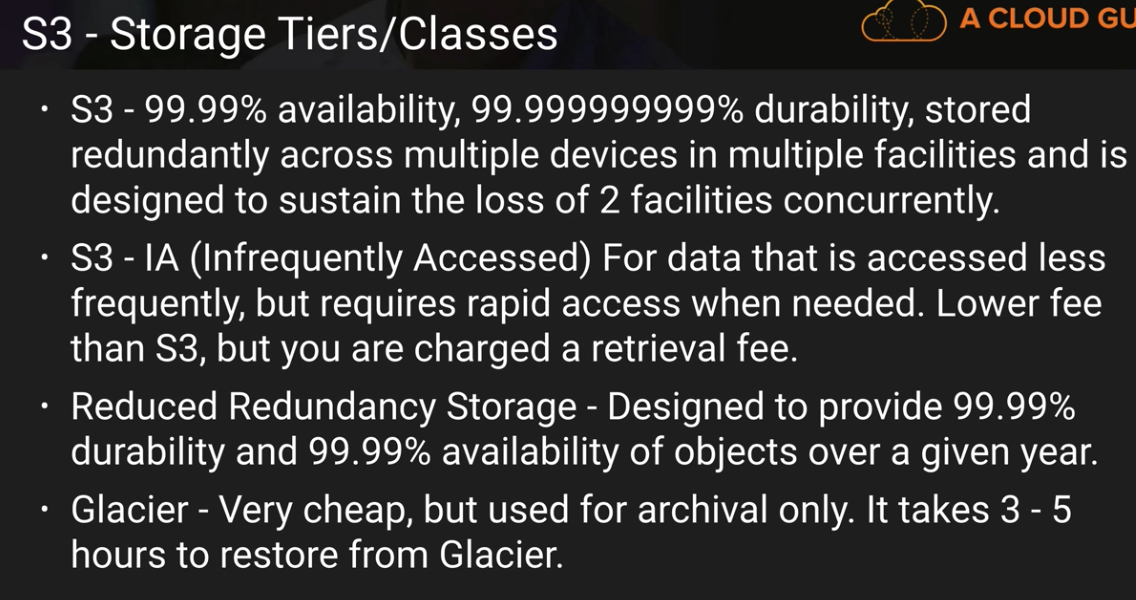 S3 - Storage Tiers/Classes
A CLOUD GU
· S3 - 99.99% availability, 99.999999999% durability, stored
redundantly across multiple devices in multiple facilities and is
designed to sustain the loss of 2 facilities concurrently.
· S3 - IA (Infrequently Accessed) For data that is accessed less
frequently, but requires rapid access when needed. Lower fee
than S3, but you are charged a retrieval fee.
· Reduced Redundancy Storage - Designed to provide 99.99%
durability and 99.99% availability of objects over a given year.
· Glacier - Very cheap, but used for archival only. It takes 3 - 5
hours to restore from Glacier.